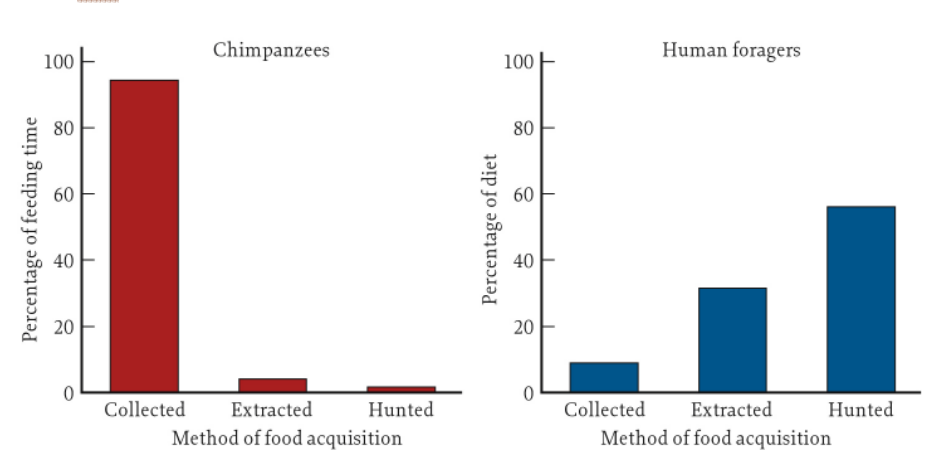 Chimpanzees
Percentage of feeding time
100
80
60
40
20
0
Collected Extracted Hunted
Method of food acquisition
Human foragers
Percentage of diet
100
80
60
40
20
0
Collected Extracted Hunted
Method of food acquisition